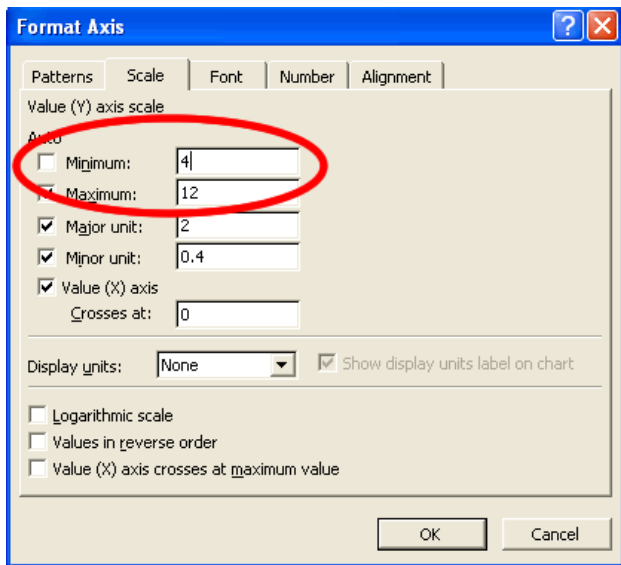 Format Axis
Patterns Scale Font Number Alignment
Value (Y) axis scale
Auto
Minimum: 4
Maximum: 12
Major unit: 2
Minor unit: 0.4
Value (X) axis
Crosses at: 0
Display units: None Show display units label on chart
Logarithmic scale
Values in reverse order
Value (X) axis crosses at maximum value
OK Cancel